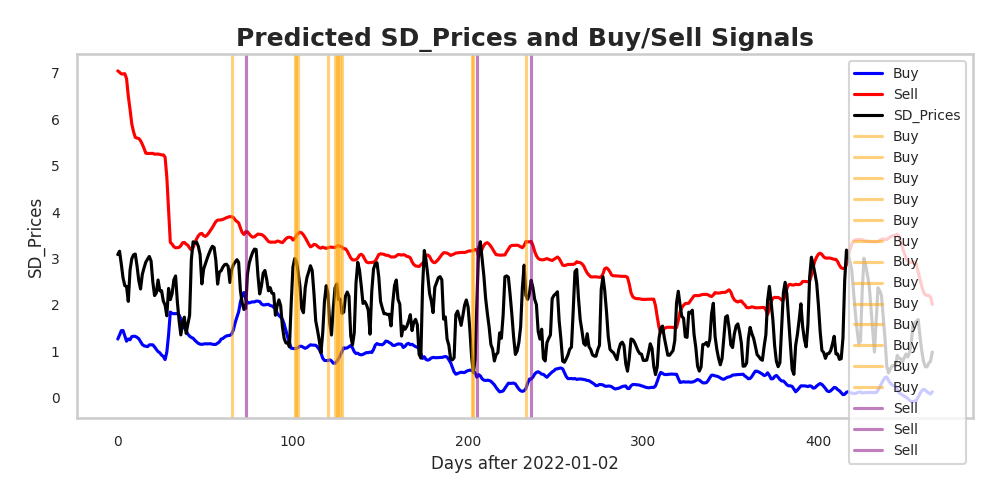 Predicted SD_Prices and Buy/Sell Signals
7
6
5
4
3
2
1
0
SD_Prices
0 100 200 300 400
Days after 2022-01-02
Buy
Sell
SD_Prices
Buy
Buy
Buy
Buy
Buy
Buy
Buy
Buy
Buy
Buy
Buy
Buy
Buy
Sell
Sell
Sell